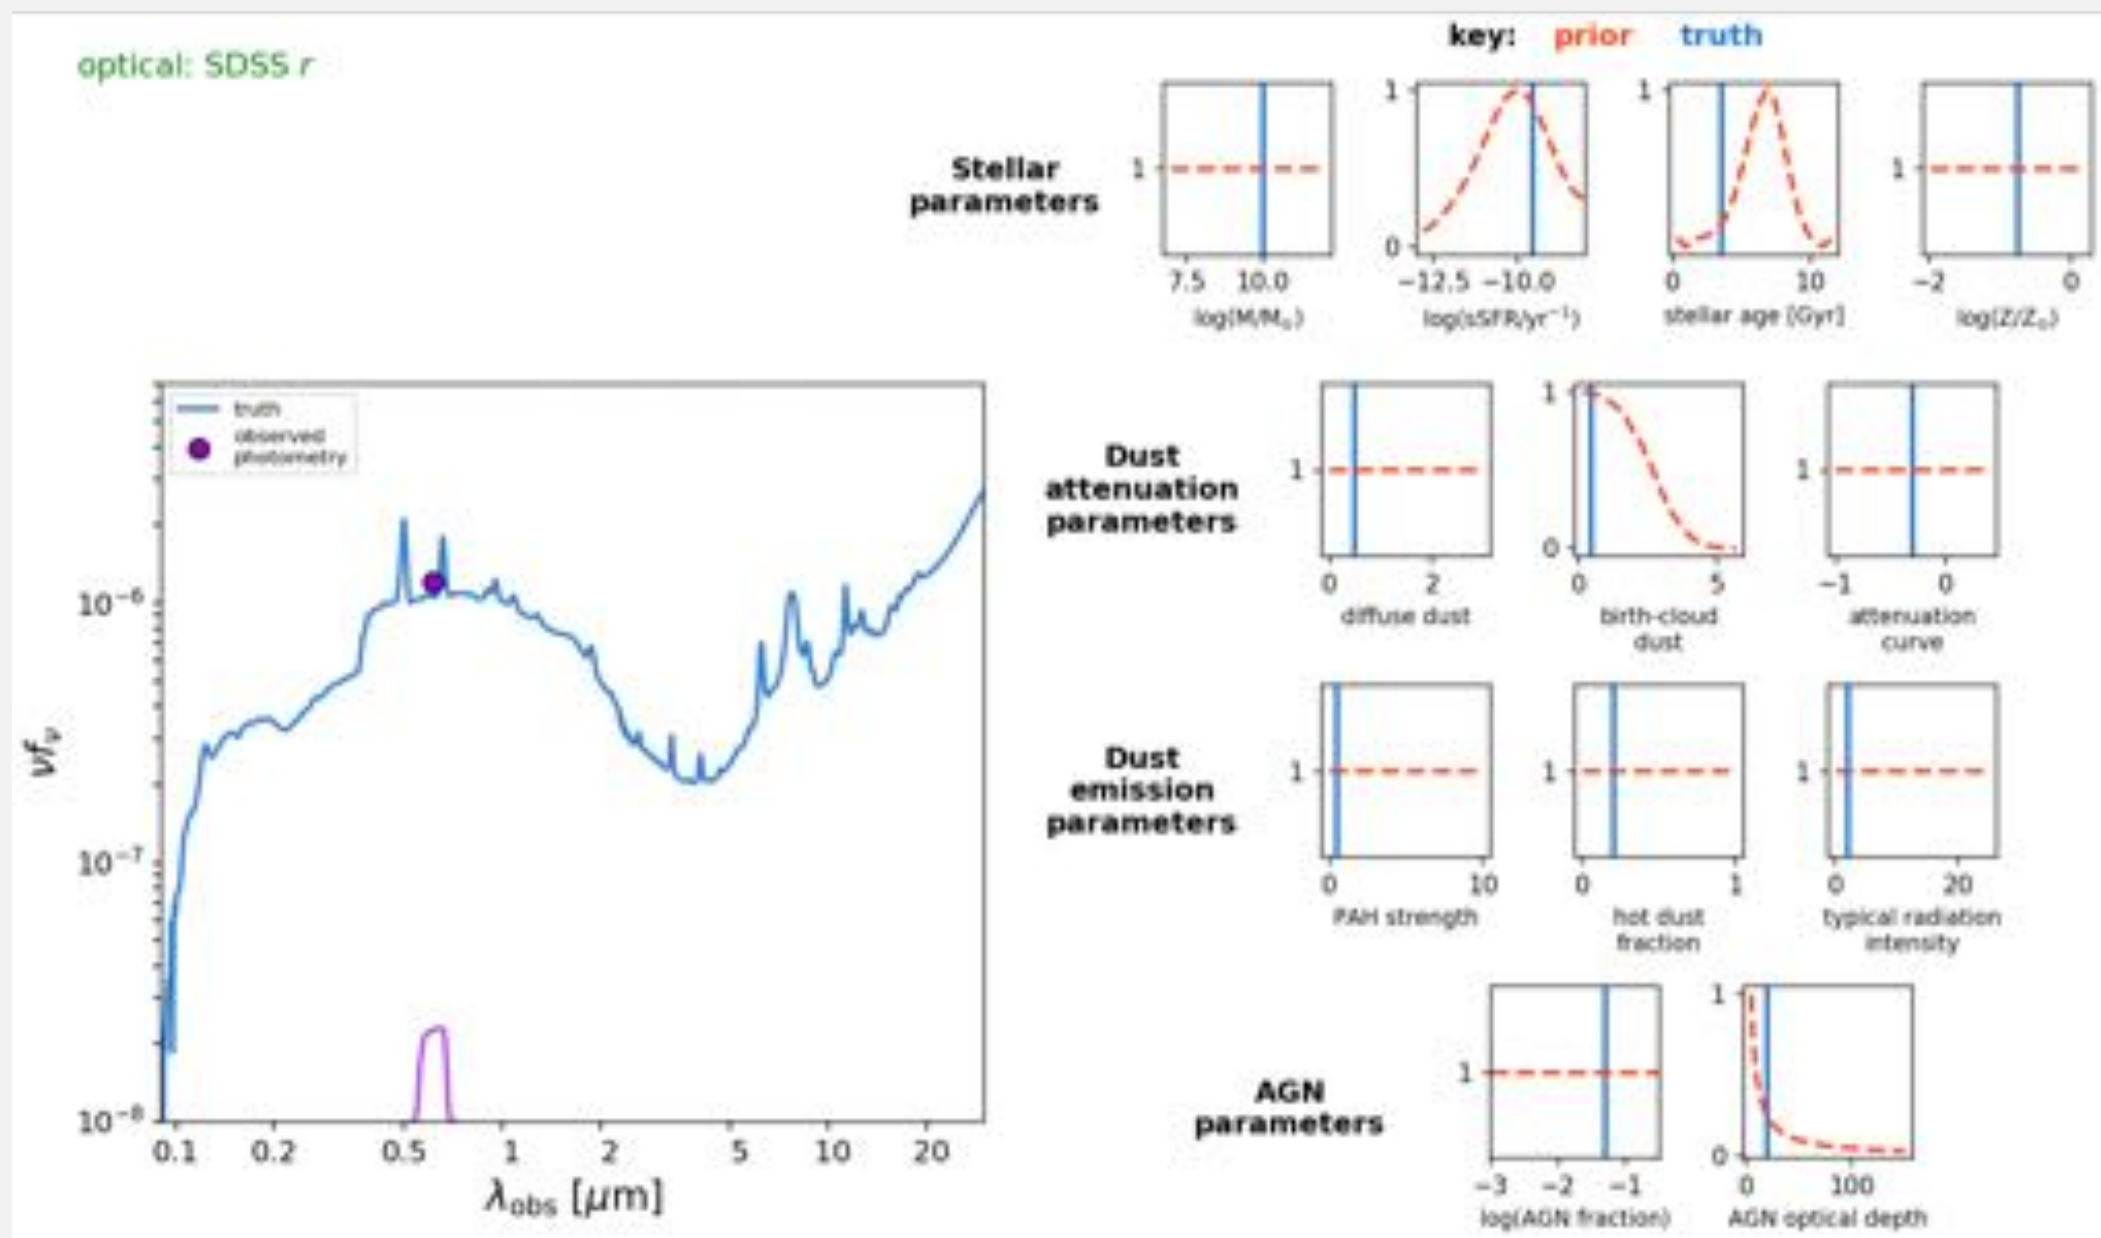 optical: SDSS r
key: prior truth
Stellar
parameters
1
7.5 10.0
log(M/M☉)
1
0
−12.5 −10.0
log(sSFR/yr⁻¹)
1
0 10
stellar age [Gyr]
1
−2 0
log(Z/Z☉)
truth
observed
photometry
νfν
10⁻⁶
10⁻⁷
10⁻⁸
0.1 0.2 0.5 1 2 5 10 20
λobs [μm]
Dust
attenuation
parameters
1
0 2
diffuse dust
1
0
0 5
birth-cloud
dust
1
−1 0
attenuation
curve
Dust
emission
parameters
1
0 10
PAH strength
1
0 1
hot dust
fraction
1
0 20
typical radiation
intensity
AGN
parameters
1
−3 −2 −1
log(AGN fraction)
1
0
0 100
AGN optical depth